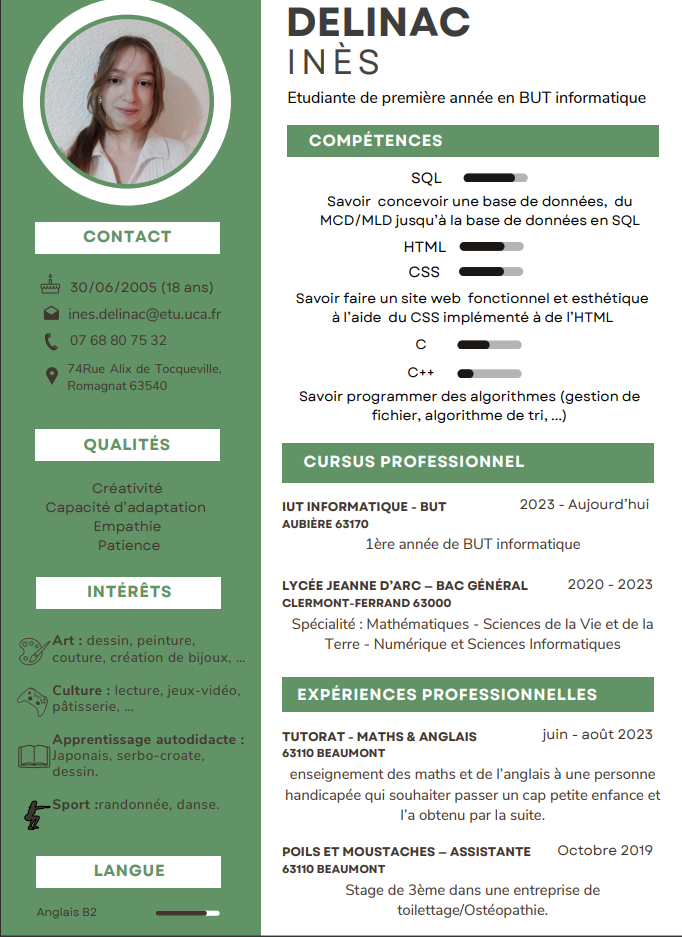 DELINAC
INÈS
Etudiante de première année en BUT informatique
CONTACT
30/06/2005 (18 ans)
ines.delinac@etu.uca.fr
07 68 80 75 32
74Rue Alix de Tocqueville,
Romagnat 63540
QUALITÉS
Créativité
Capacité d'adaptation
Empathie
Patience
INTÉRÊTS
Art : dessin, peinture,
couture, création de bijoux, ...
Culture : lecture, jeux-vidéo,
pâtisserie, ...
Apprentissage autodidacte :
Japonais, serbo-croate,
dessin.
Sport :randonnée, danse.
LANGUE
Anglais B2
COMPÉTENCES
SQL
Savoir concevoir une base de données, du
MCD/MLD jusqu'à la base de données en SQL
HTML
CSS
Savoir faire un site web fonctionnel et esthétique
à l'aide du CSS implémenté à de l'HTML
C
C++
Savoir programmer des algorithmes (gestion de
fichier, algorithme de tri, ...)
CURSUS PROFESSIONNEL
IUT INFORMATIQUE - BUT 2023 - Aujourd'hui
AUBIÈRE 63170
1ère année de BUT informatique
LYCÉE JEANNE D'ARC – BAC GÉNÉRAL 2020 - 2023
CLERMONT-FERRAND 63000
Spécialité : Mathématiques - Sciences de la Vie et de la
Terre - Numérique et Sciences Informatiques
EXPÉRIENCES PROFESSIONNELLES
TUTORAT - MATHS & ANGLAIS juin - août 2023
63110 BEAUMONT
enseignement des maths et de l'anglais à une personne
handicapée qui souhaiter passer un cap petite enfance et
l'a obtenu par la suite.
POILS ET MOUSTACHES – ASSISTANTE Octobre 2019
63110 BEAUMONT
Stage de 3ème dans une entreprise de
toilettage/Ostéopathie.